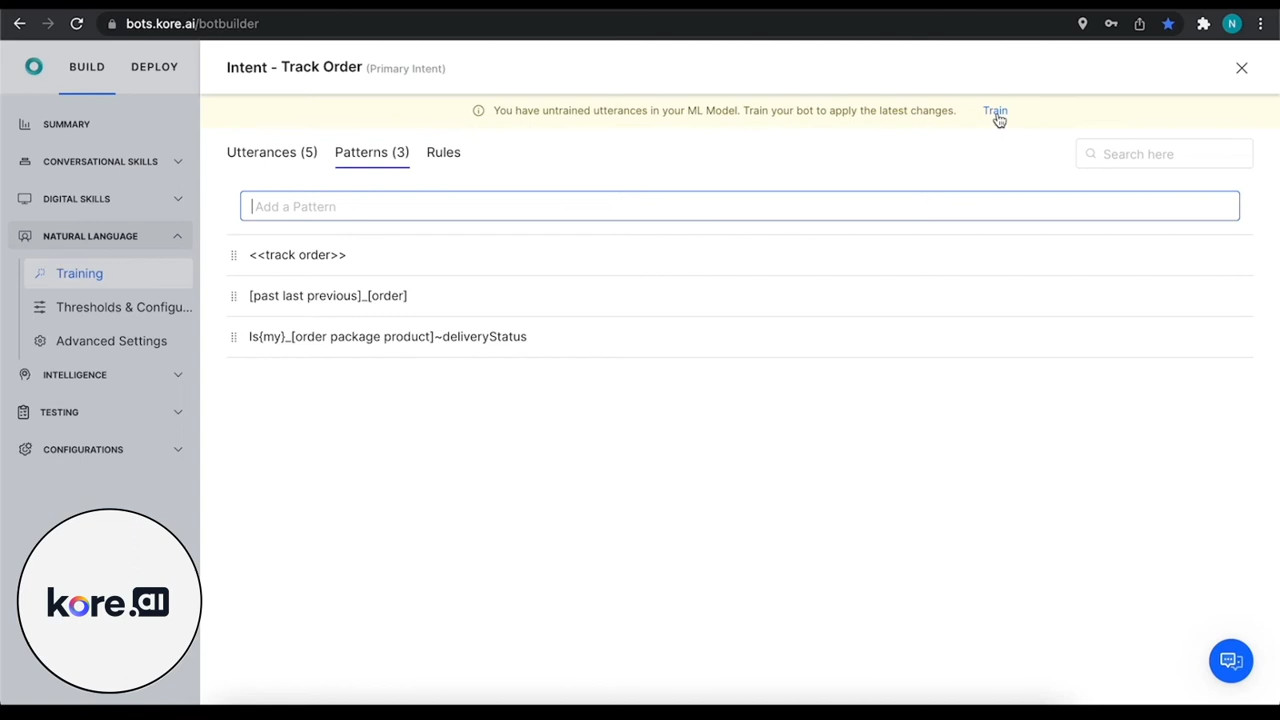 bots.kore.ai/botbuilder
N
BUILD
DEPLOY
Intent - Track Order (Primary Intent)
You have untrained utterances in your ML Model. Train your bot to apply the latest changes. Train
SUMMARY
CONVERSATIONAL SKILLS
DIGITAL SKILLS
NATURAL LANGUAGE
Training
Thresholds & Configu...
Advanced Settings
INTELLIGENCE
TESTING
CONFIGURATIONS
Utterances (5)
Patterns (3)
Rules
Search here
Add a Pattern
<<track order>>
[past last previous]_[order]
Is{my}_[order package product]~deliveryStatus
kore.ai